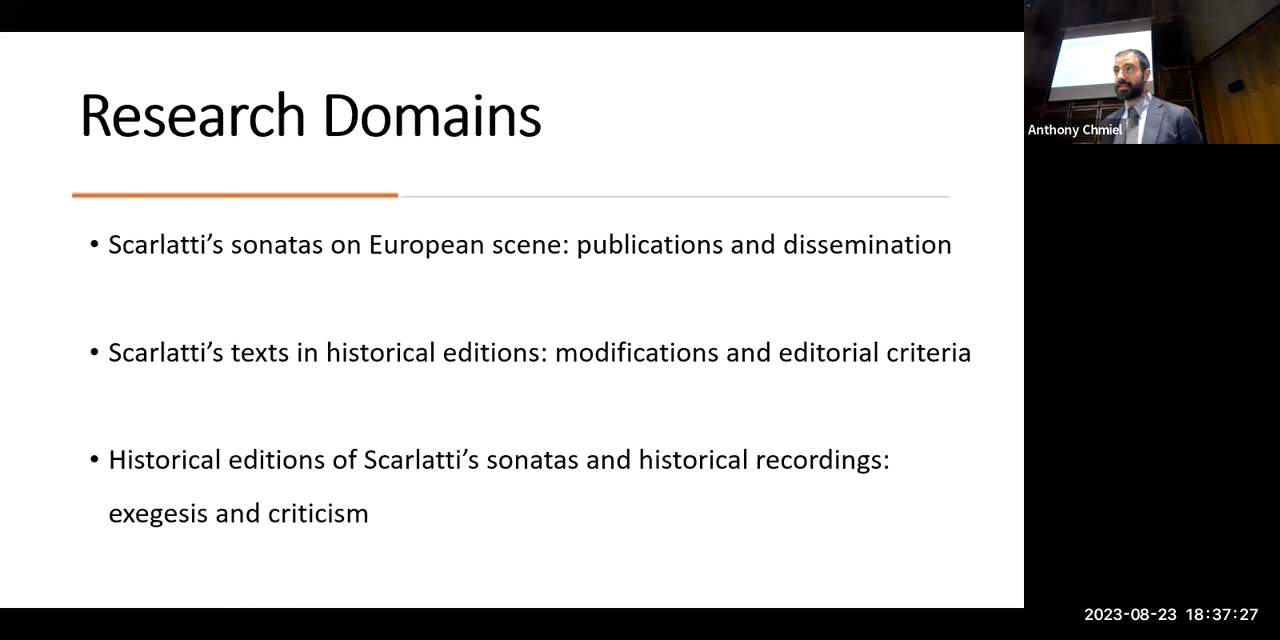 Research Domains
• Scarlatti’s sonatas on European scene: publications and dissemination
• Scarlatti’s texts in historical editions: modifications and editorial criteria
• Historical editions of Scarlatti’s sonatas and historical recordings:
exegesis and criticism
Anthony Chmiel
2023-08-23 18:37:27